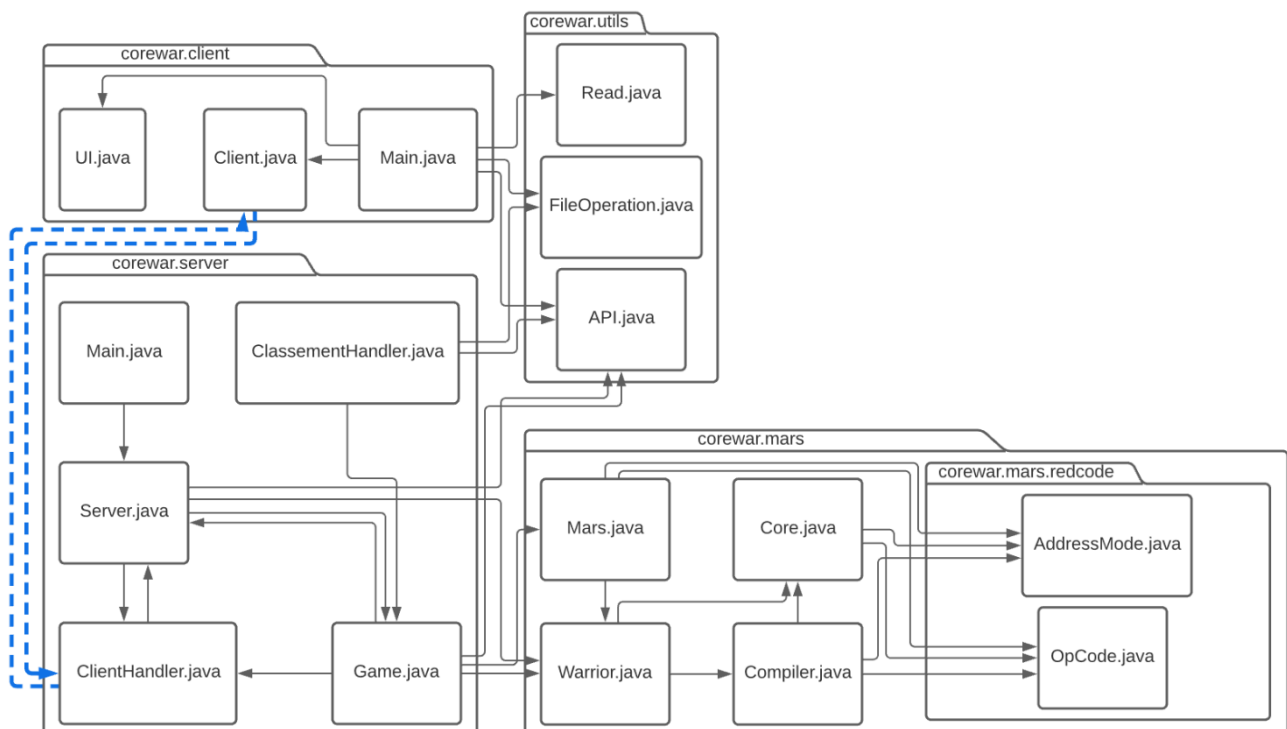 corewar.utils
corewar.client
Read.java
UI.java
Client.java
Main.java
FileOperation.java
corewar.server
API.java
Main.java
ClassementHandler.java
corewar.mars
corewar.mars.redcode
Server.java
Mars.java
Core.java
AddressMode.java
ClientHandler.java
Game.java
Warrior.java
Compiler.java
OpCode.java